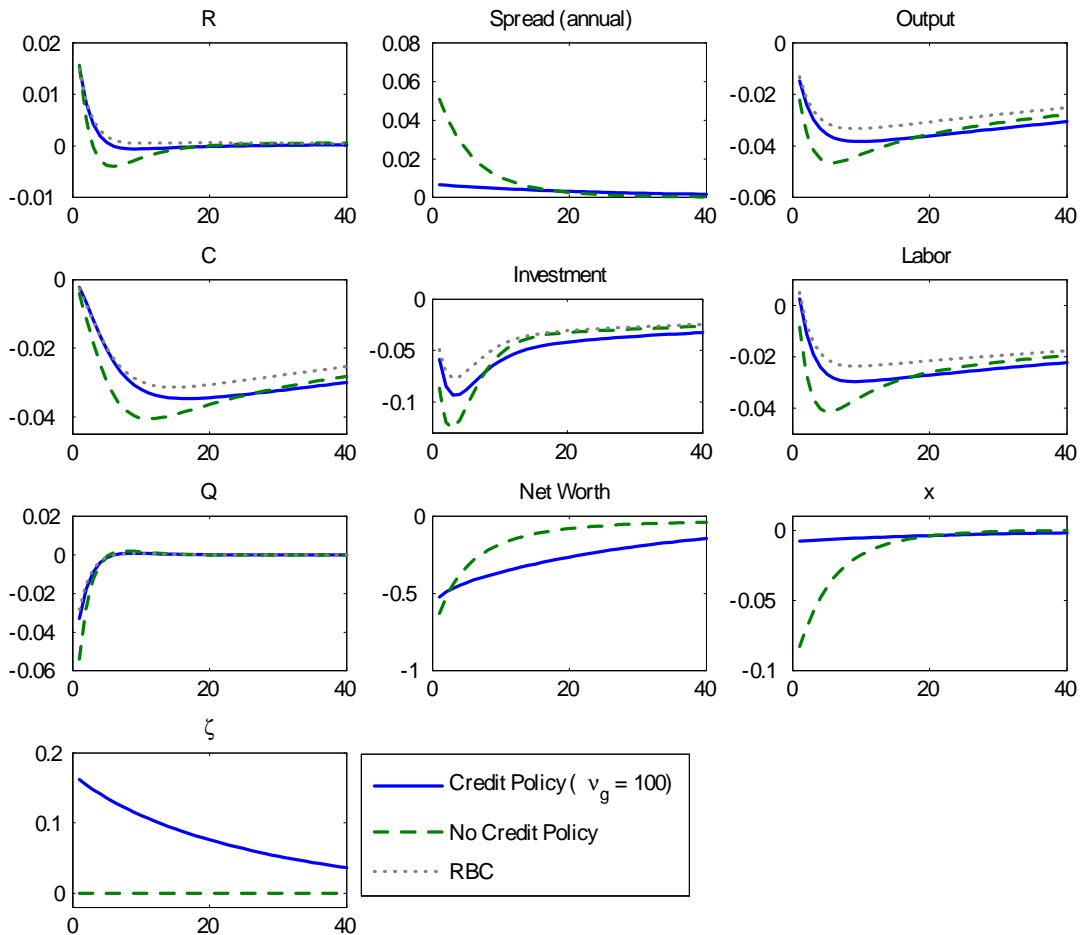 R
0.02
0.01
0
-0.01
0 20 40
Spread (annual)
0.08
0.06
0.04
0.02
0
0 20 40
Output
0
-0.02
-0.04
-0.06
0 20 40
C
0
-0.02
-0.04
0 20 40
Investment
0
-0.05
-0.1
0 20 40
Labor
0
-0.02
-0.04
0 20 40
Q
0.02
0
-0.02
-0.04
-0.06
0 20 40
Net Worth
0
-0.5
-1
0 20 40
x
0
-0.05
-0.1
0 20 40
ζ
0.2
0.1
0
0 20 40
Credit Policy ( ν_g = 100)
No Credit Policy
RBC